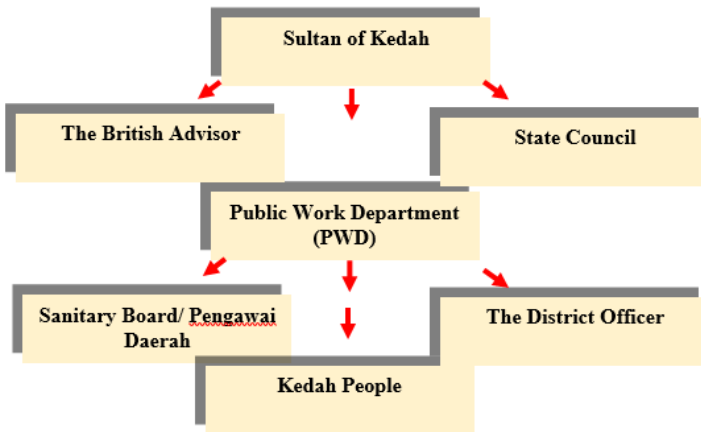 Sultan of Kedah
The British Advisor
State Council
Public Work Department
(PWD)
Sanitary Board/ Pengawai
Daerah
The District Officer
Kedah People